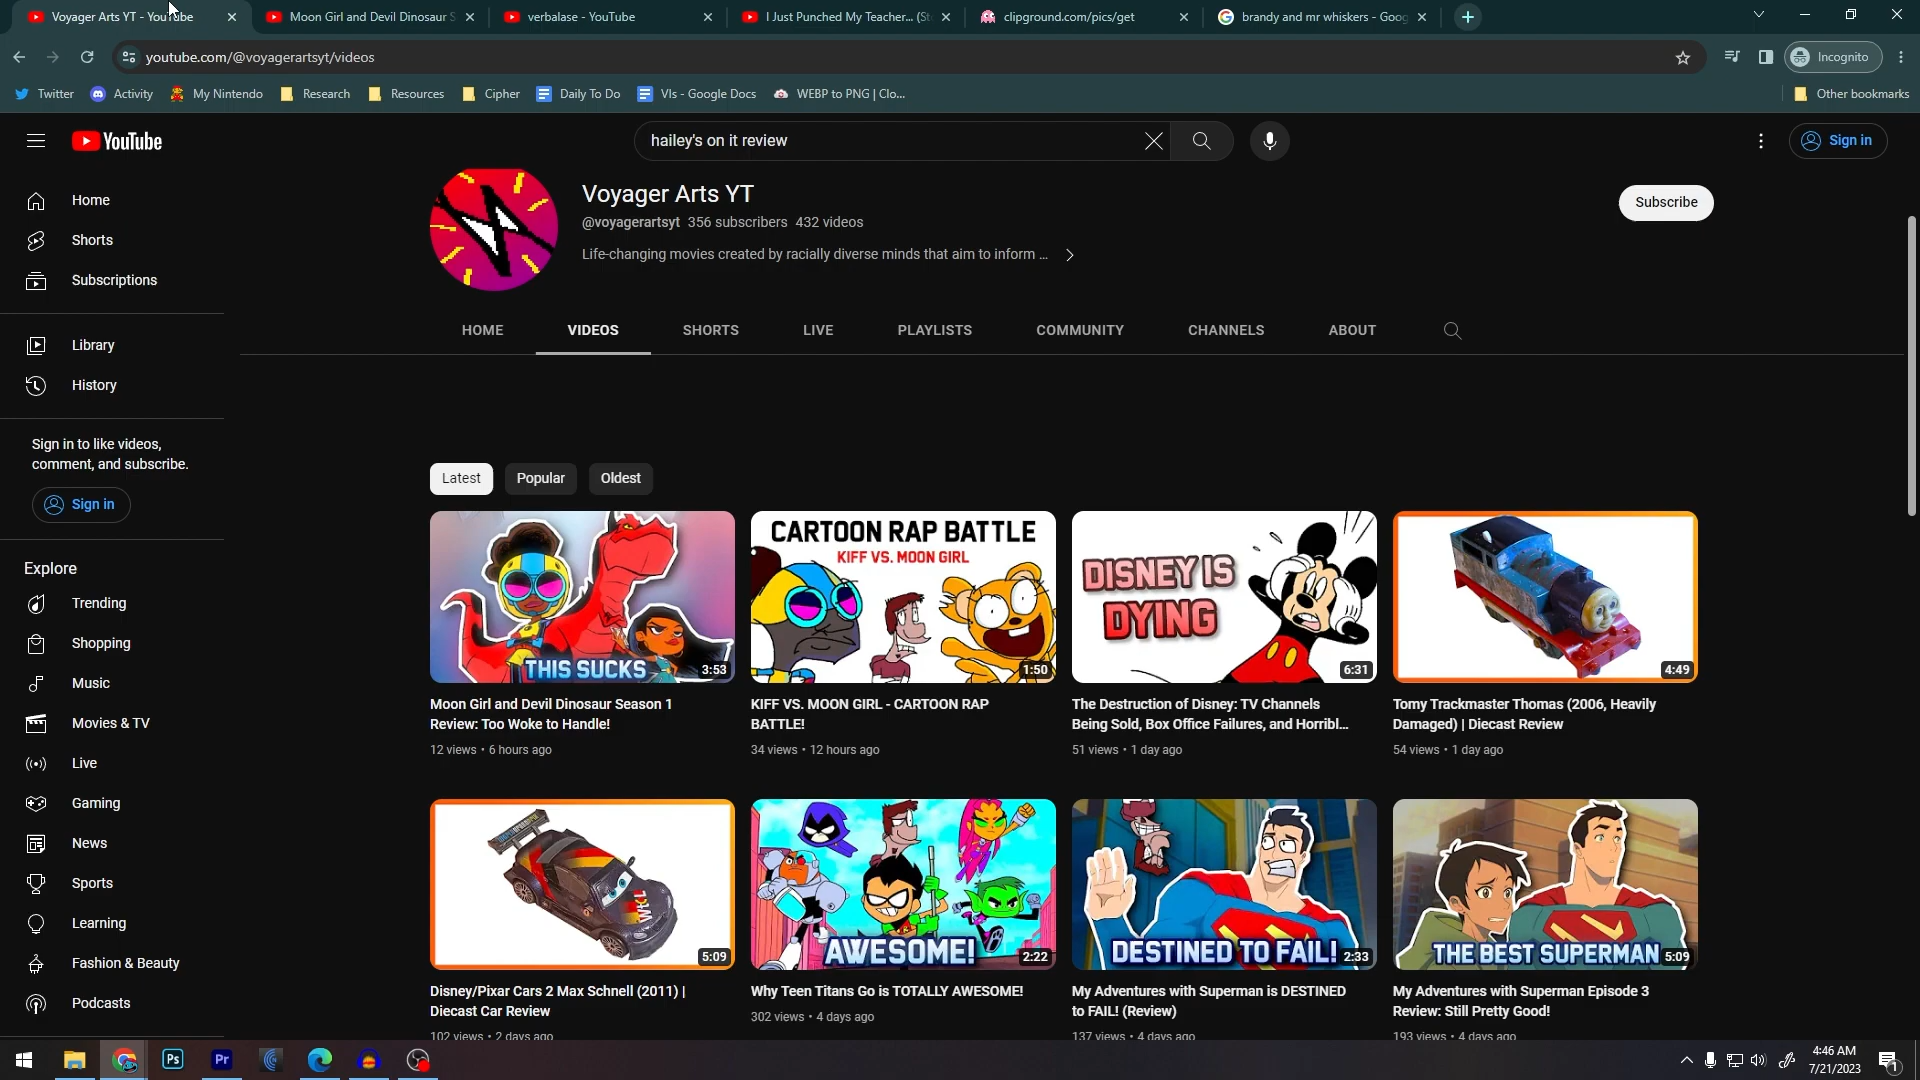 Voyager Arts YT - YouTube
Moon Girl and Devil Dinosaur S
verbalase - YouTube
I Just Punched My Teacher... (St
clipground.com/pics/get
brandy and mr whiskers - Goog
youtube.com/@voyagerartsyt/videos
Incognito
Twitter
Activity
My Nintendo
Research
Resources
Cipher
Daily To Do
VIs - Google Docs
WEBP to PNG | Clo...
Other bookmarks
YouTube
hailey's on it review
Sign in
Home
Shorts
Subscriptions
Library
History
Sign in to like videos,
comment, and subscribe.
Sign in
Explore
Trending
Shopping
Music
Movies & TV
Live
Gaming
News
Sports
Learning
Fashion & Beauty
Podcasts
Voyager Arts YT
@voyagerartsyt 356 subscribers 432 videos
Life-changing movies created by racially diverse minds that aim to inform ...
Subscribe
HOME
VIDEOS
SHORTS
LIVE
PLAYLISTS
COMMUNITY
CHANNELS
ABOUT
Latest
Popular
Oldest
THIS SUCKS
3:53
Moon Girl and Devil Dinosaur Season 1
Review: Too Woke to Handle!
12 views • 6 hours ago
CARTOON RAP BATTLE
KIFF VS. MOON GIRL
1:50
KIFF VS. MOON GIRL - CARTOON RAP
BATTLE!
34 views • 12 hours ago
DISNEY IS
DYING
6:31
The Destruction of Disney: TV Channels
Being Sold, Box Office Failures, and Horribl...
51 views • 1 day ago
4:49
Tomy Trackmaster Thomas (2006, Heavily
Damaged) | Diecast Review
54 views • 1 day ago
5:09
Disney/Pixar Cars 2 Max Schnell (2011) |
Diecast Car Review
102 views • 2 days ago
AWESOME!
2:22
Why Teen Titans Go is TOTALLY AWESOME!
302 views • 4 days ago
DESTINED TO FAIL!
2:33
My Adventures with Superman is DESTINED
to FAIL! (Review)
137 views • 4 days ago
THE BEST SUPERMAN
5:09
My Adventures with Superman Episode 3
Review: Still Pretty Good!
193 views • 4 days ago
Ps
Pr
4:46 AM
7/21/2023
1